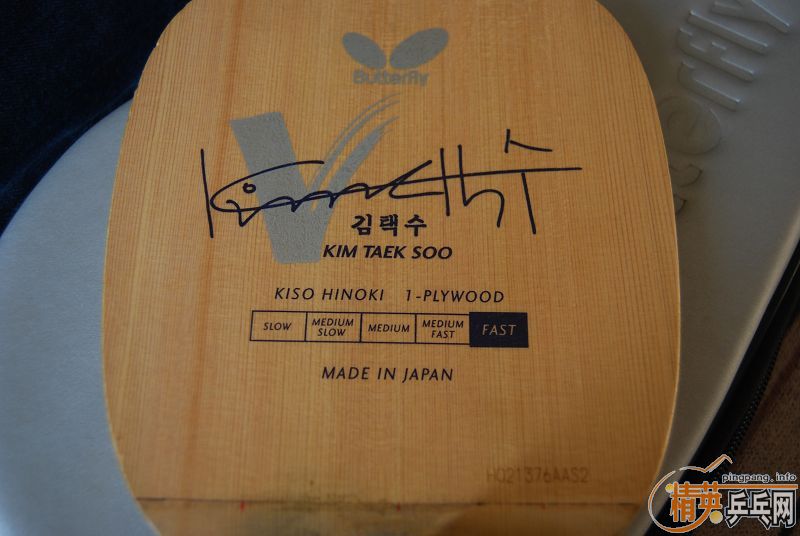 Butterfly
erfly
V
김택수
KIM TAEK SOO
KISO HINOKI 1-PLYWOOD
SLOW MEDIUM SLOW MEDIUM MEDIUM FAST FAST
MADE IN JAPAN
H021376AAS2
pingpang.info
精英乒乓网